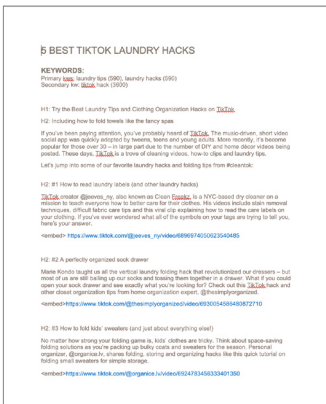 5 BEST TIKTOK LAUNDRY HACKS
KEYWORDS:
Primary kws: laundry tips (590), laundry hacks (590)
Secondary kw: tiktok hack (3600)
H1: Try the Best Laundry Tips and Clothing Organization Hacks on TikTok
H2: Including how to fold towels like the fancy spas
If you've been paying attention, you've probably heard of TikTok. The music-driven, short video
social app was quickly adopted by tweens, teens and young adults. More recently, it's become
popular for those over 30 – in large part due to the number of DIY and home décor videos being
posted. These days, TikTok is a trove of cleaning videos, how-to clips and laundry tips.
Let's jump into some of our favorite laundry hacks and folding tips from #cleantok:
H2: #1 How to read laundry labels (and other laundry hacks)
TikTok creator @jeeves_ny, also known as Clean Freakz, is a NYC-based dry cleaner on a
mission to teach everyone how to better care for their clothes. His videos include stain removal
techniques, difficult fabric care tips and this viral clip explaining how to read the care labels on
your clothing. If you've ever wondered what all of the symbols on your tags are trying to tell you,
here's your answer.
<embed> https://www.tiktok.com/@jeeves_ny/video/
H2: #2 A perfectly organized sock drawer
Marie Kondo taught us all the vertical laundry folding hack that revolutionized our dressers – but
most of us are still balling up our socks and tossing them together in a drawer. What if you could
open your sock drawer and see exactly what you're looking for? Check out this TikTok hack and
other closet organization tips from home organization expert, @thesimplyorganized.
<embed>https://www.tiktok.com/@thesimplyorganized/video/
H2: #3 How to fold kids' sweaters (and just about everything else!)
No matter how strong your folding game is, kids' clothes are tricky. Think about space-saving
folding solutions as you're packing up bulky coats and sweaters for the season. Personal
organizer, @organice.lv, shares folding, storing and organizing hacks like this quick tutorial on
folding small sweaters for simple storage.
<embed>https://www.tiktok.com/@organice.lv/video/